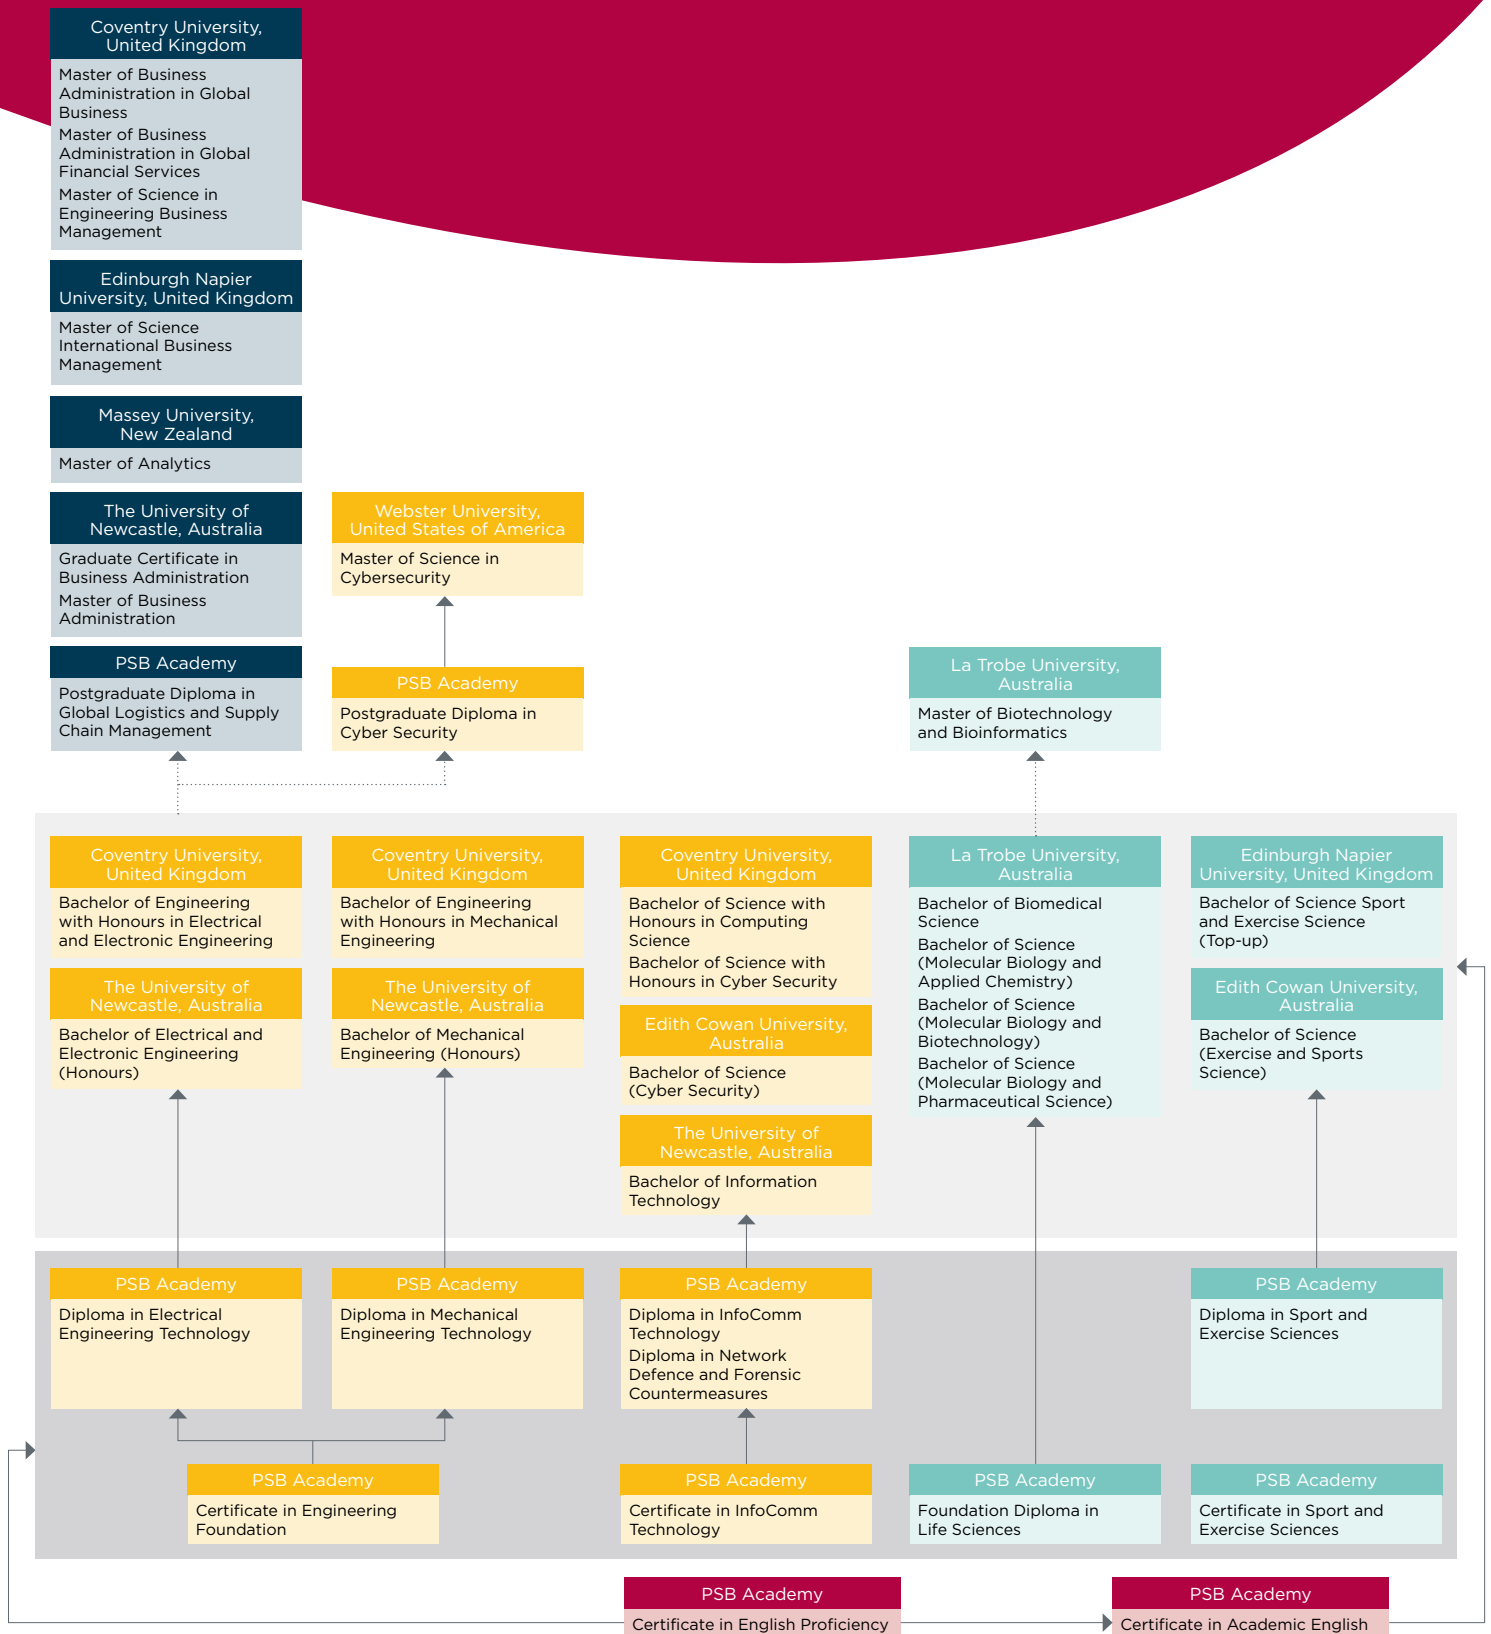 Coventry University,
United Kingdom
Master of Business
Administration in Global
Business
Master of Business
Administration in Global
Financial Services
Master of Science in
Engineering Business
Management
Edinburgh Napier
University, United Kingdom
Master of Science
International Business
Management
Massey University,
New Zealand
Master of Analytics
The University of
Newcastle, Australia
Graduate Certificate in
Business Administration
Master of Business
Administration
PSB Academy
Postgraduate Diploma in
Global Logistics and Supply
Chain Management
Webster University,
United States of America
Master of Science in
Cybersecurity
PSB Academy
Postgraduate Diploma in
Cyber Security
La Trobe University,
Australia
Master of Biotechnology
and Bioinformatics
Coventry University,
United Kingdom
Bachelor of Engineering
with Honours in Electrical
and Electronic Engineering
The University of
Newcastle, Australia
Bachelor of Electrical and
Electronic Engineering
(Honours)
Coventry University,
United Kingdom
Bachelor of Engineering
with Honours in Mechanical
Engineering
The University of
Newcastle, Australia
Bachelor of Mechanical
Engineering (Honours)
Coventry University,
United Kingdom
Bachelor of Science with
Honours in Computing
Science
Bachelor of Science with
Honours in Cyber Security
Edith Cowan University,
Australia
Bachelor of Science
(Cyber Security)
The University of
Newcastle, Australia
Bachelor of Information
Technology
La Trobe University,
Australia
Bachelor of Biomedical
Science
Bachelor of Science
(Molecular Biology and
Applied Chemistry)
Bachelor of Science
(Molecular Biology and
Biotechnology)
Bachelor of Science
(Molecular Biology and
Pharmaceutical Science)
Edinburgh Napier
University, United Kingdom
Bachelor of Science Sport
and Exercise Science
(Top-up)
Edith Cowan University,
Australia
Bachelor of Science
(Exercise and Sports
Science)
PSB Academy
Diploma in Electrical
Engineering Technology
PSB Academy
Diploma in Mechanical
Engineering Technology
PSB Academy
Diploma in InfoComm
Technology
Diploma in Network
Defence and Forensic
Countermeasures
PSB Academy
Diploma in Sport and
Exercise Sciences
PSB Academy
Certificate in Engineering
Foundation
PSB Academy
Certificate in InfoComm
Technology
PSB Academy
Foundation Diploma in
Life Sciences
PSB Academy
Certificate in Sport and
Exercise Sciences
PSB Academy
Certificate in English Proficiency
PSB Academy
Certificate in Academic English